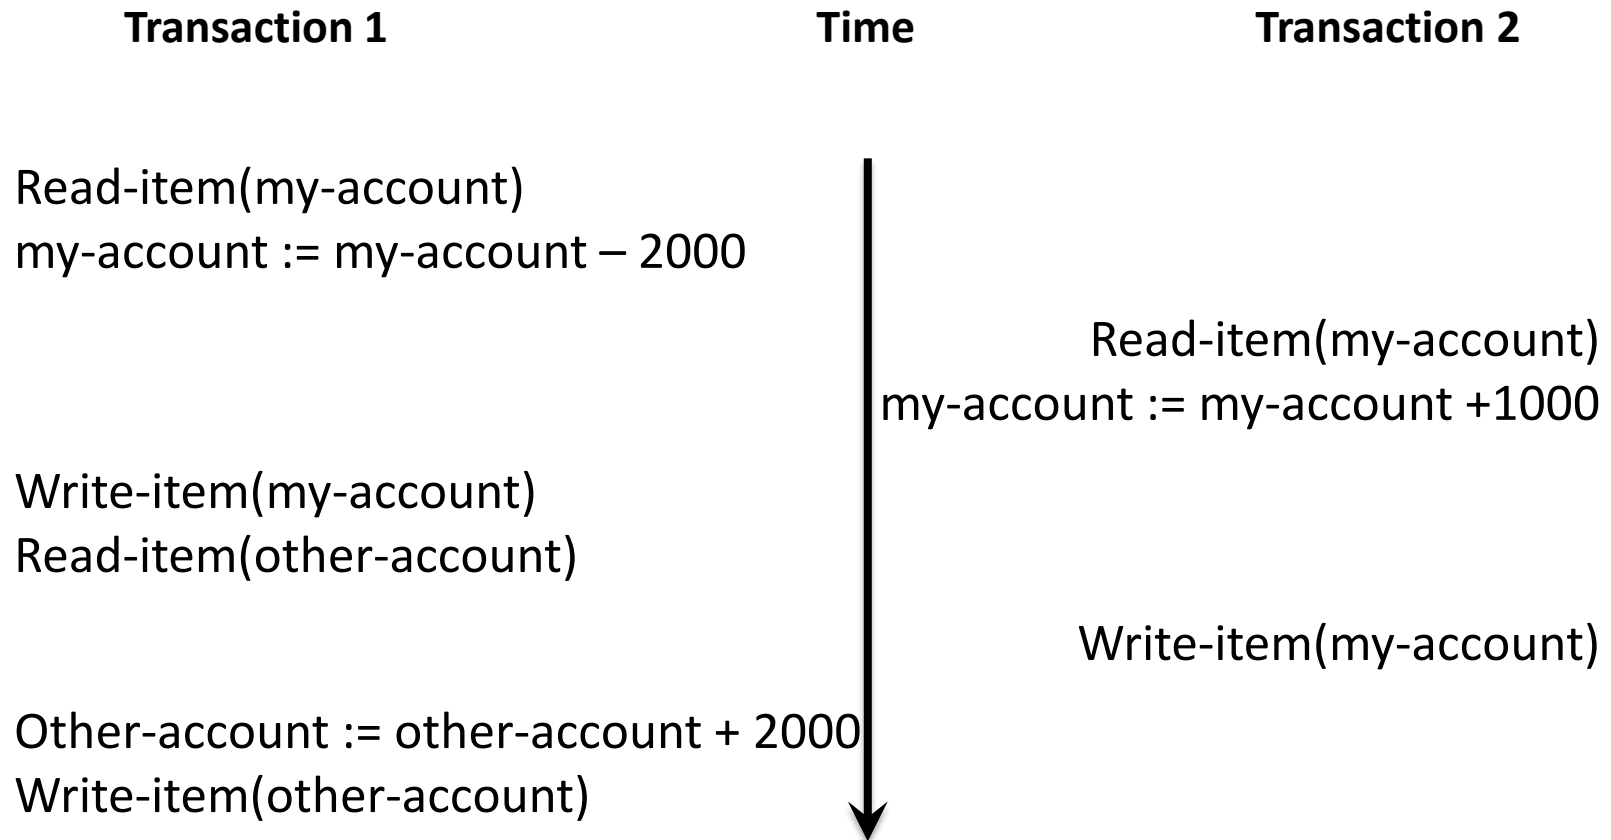 Transaction 1 Time Transaction 2
Read-item(my-account)
my-account := my-account – 2000
Read-item(my-account)
my-account := my-account +1000
Write-item(my-account)
Read-item(other-account)
Write-item(my-account)
Other-account := other-account + 2000
Write-item(other-account)